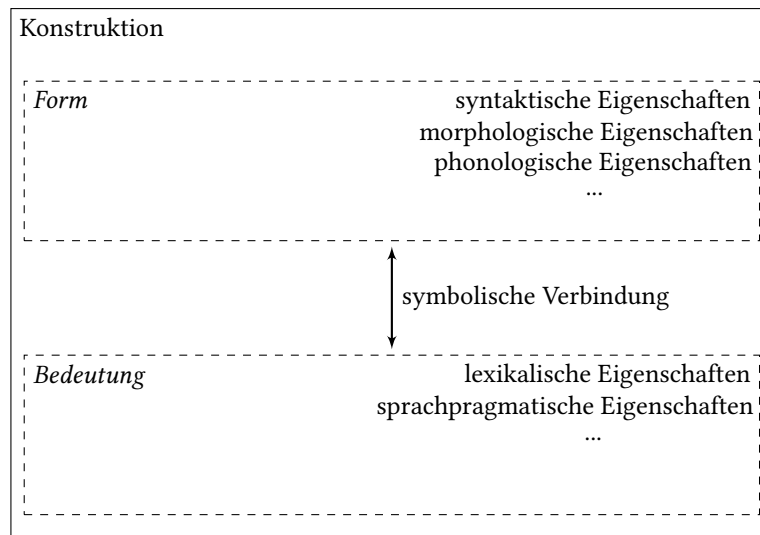 Konstruktion
Form
syntaktische Eigenschaften
morphologische Eigenschaften
phonologische Eigenschaften
...
symbolische Verbindung
Bedeutung
lexikalische Eigenschaften
sprachpragmatische Eigenschaften
...